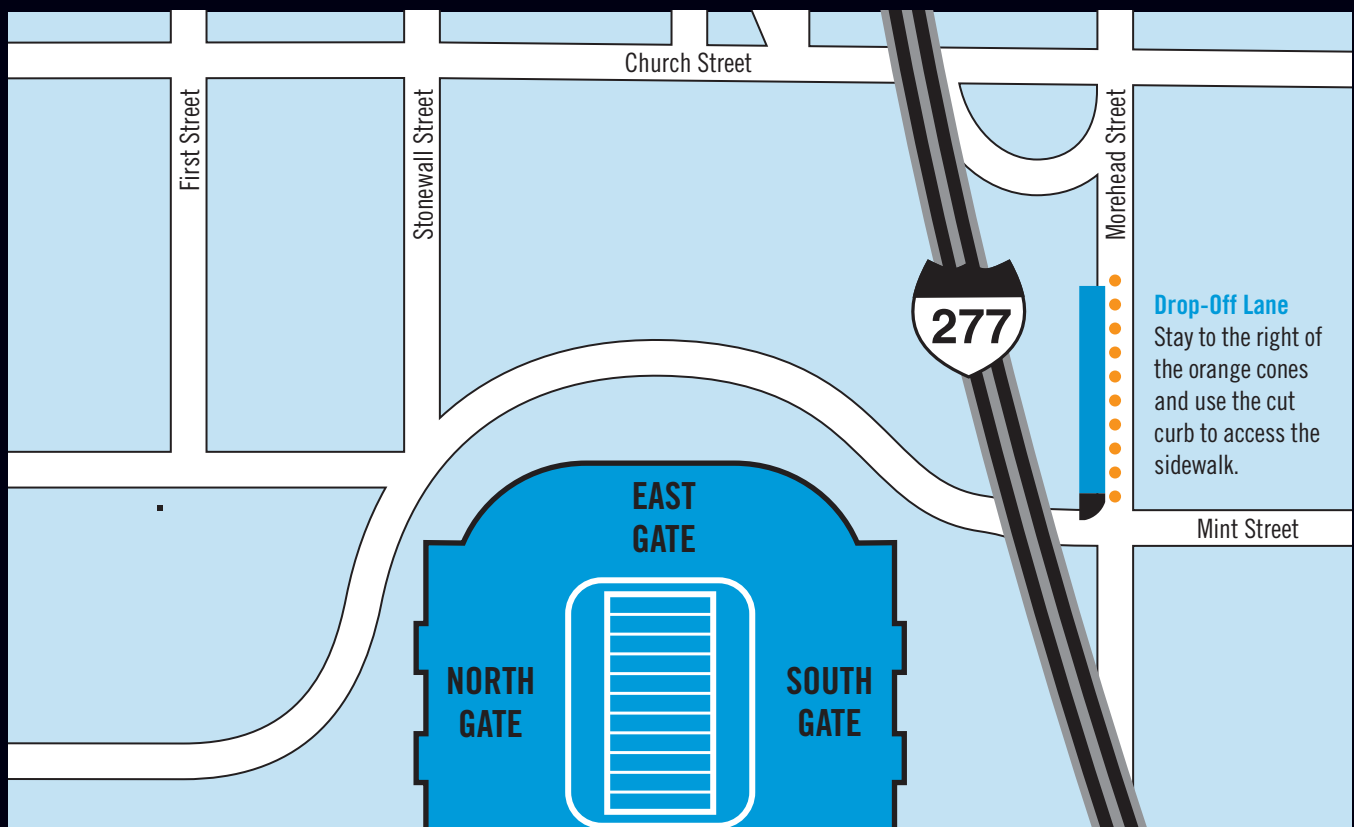 Church Street
First Street
Stonewall Street
Morehead Street
277
Drop-Off Lane
Stay to the right of
the orange cones
and use the cut
curb to access the
sidewalk.
EAST
GATE
Mint Street
NORTH
GATE
SOUTH
GATE